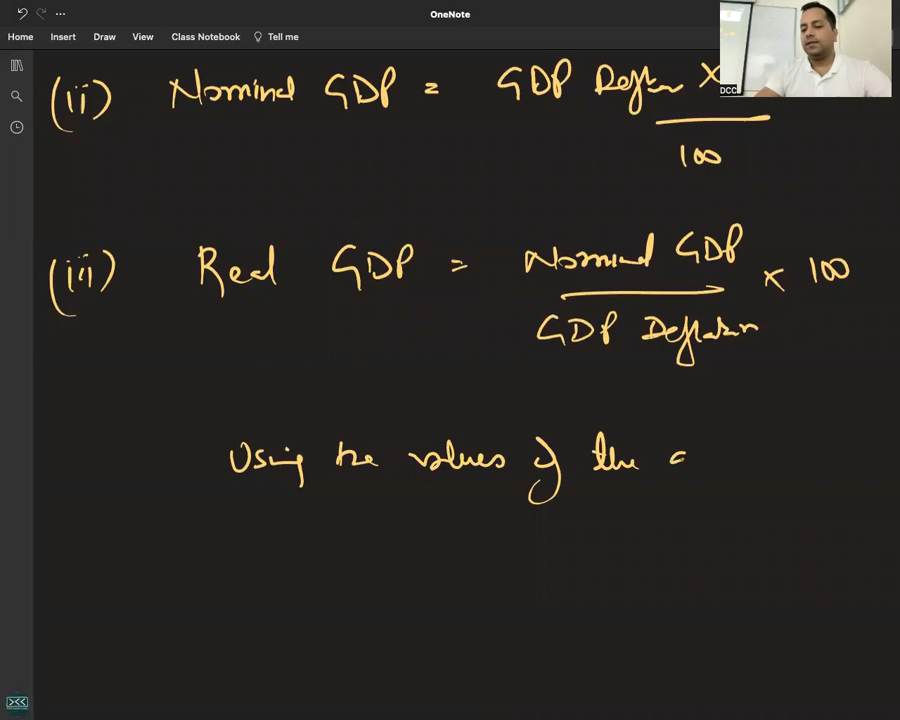 OneNote
Home Insert Draw View Class Notebook Tell me
DCC
(ii) Nominal GDP = GDP Deflator X
100
(iii) Real GDP = Nominal GDP x 100
GDP Deflator
Using the values of the